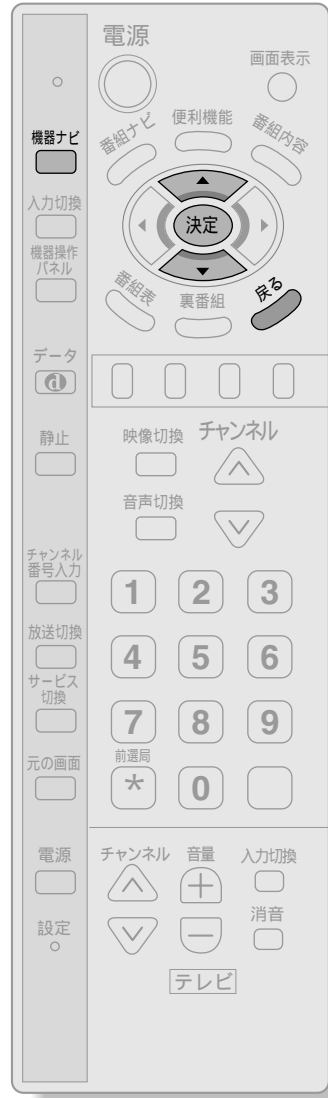 電源
画面表示
機器ナビ
番組ナビ
便利機能
番組内容
入力切換
決定
機器操作
パネル
番組表
裏番組
戻る
データ
d
静止
映像切換
チャンネル
音声切換
チャンネル
番号入力
1 2 3
放送切換
4 5 6
サービス
切換
7 8 9
元の画面
前選局
* 0
電源
チャンネル
音量
入力切換
消音
設定
テレビ